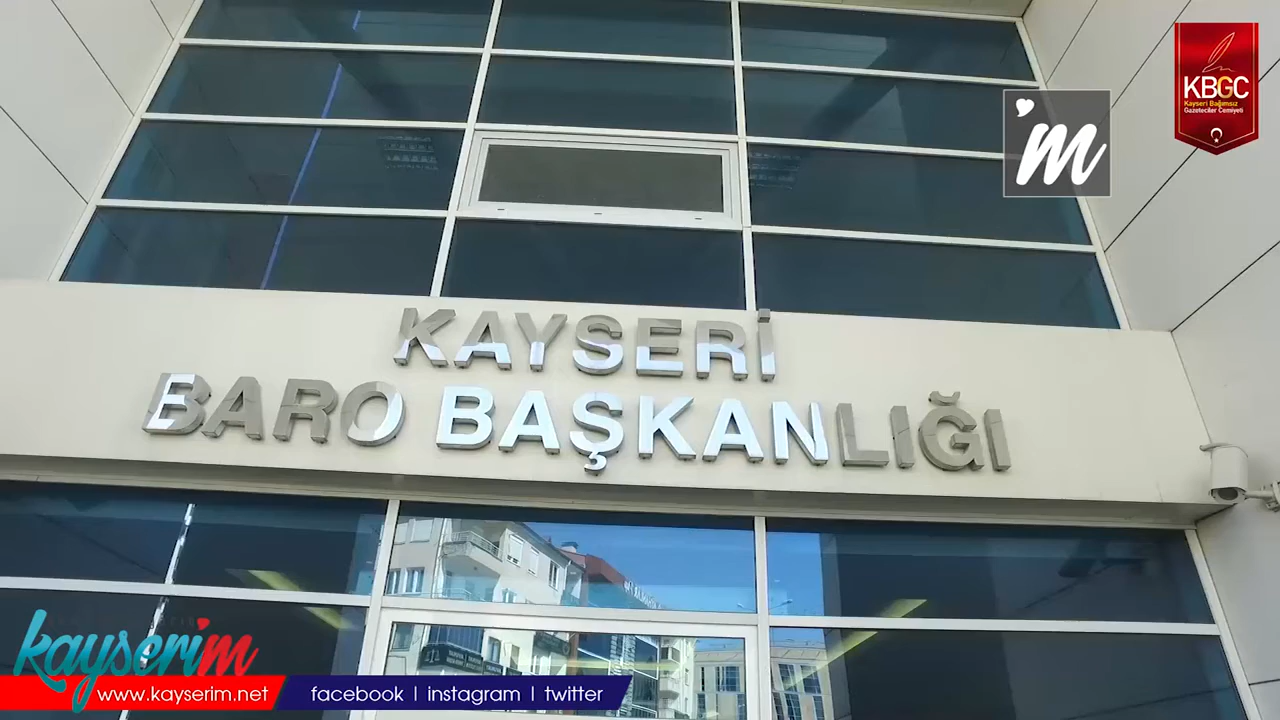 KBGC
Kayseri Bağımsız
Gazeteciler Cemiyeti
'm
KAYSERİ
BARO BAŞKANLIĞI
kayserim
www.kayserim.net
facebook | instagram | twitter